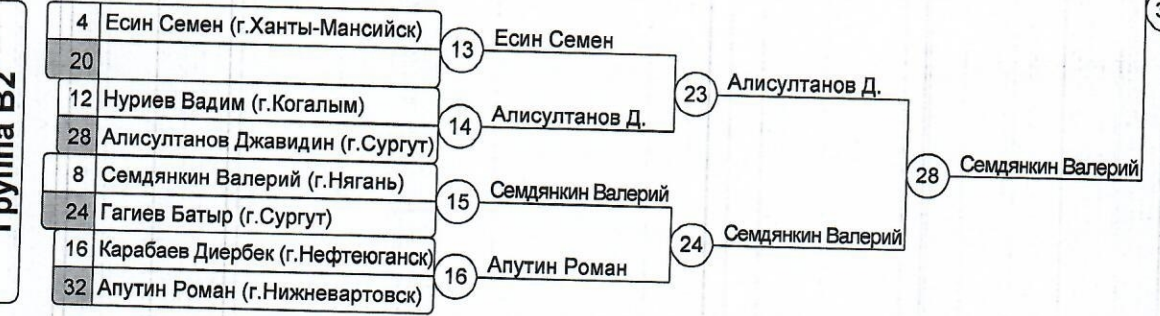 Группа В2
4 Есин Семен (г.Ханты-Мансийск)
20
12 Нуриев Вадим (г.Когалым)
28 Алисултанов Джавидин (г.Сургут)
8 Семдянкин Валерий (г.Нягань)
24 Гагиев Батыр (г.Сургут)
16 Карабаев Диербек (г.Нефтеюганск)
32 Апутин Роман (г.Нижневартовск)
13 Есин Семен
14 Алисултанов Д.
15 Семдянкин Валерий
16 Апутин Роман
23 Алисултанов Д.
24 Семдянкин Валерий
28 Семдянкин Валерий